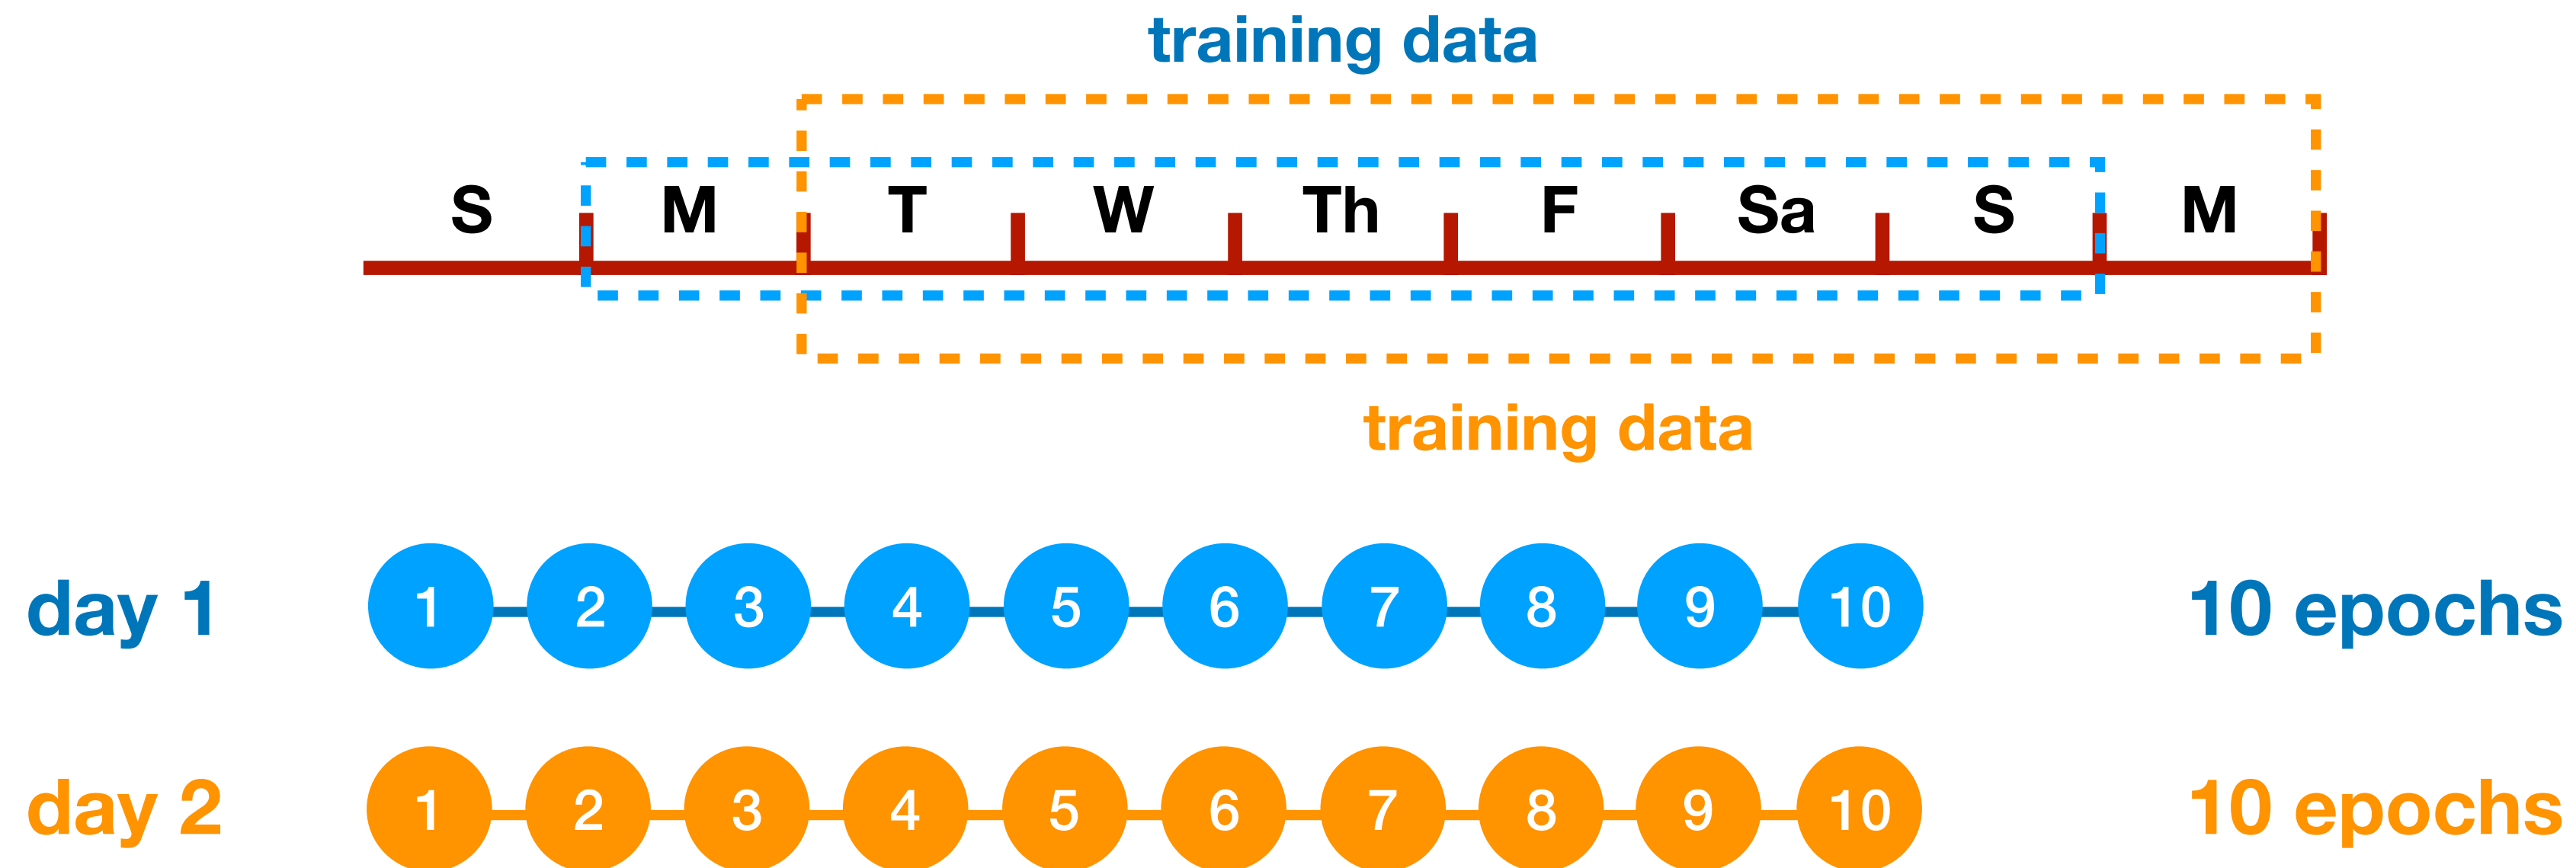 training data
S M T W Th F Sa S M
training data
day 1 1 2 3 4 5 6 7 8 9 10 10 epochs
day 2 1 2 3 4 5 6 7 8 9 10 10 epochs